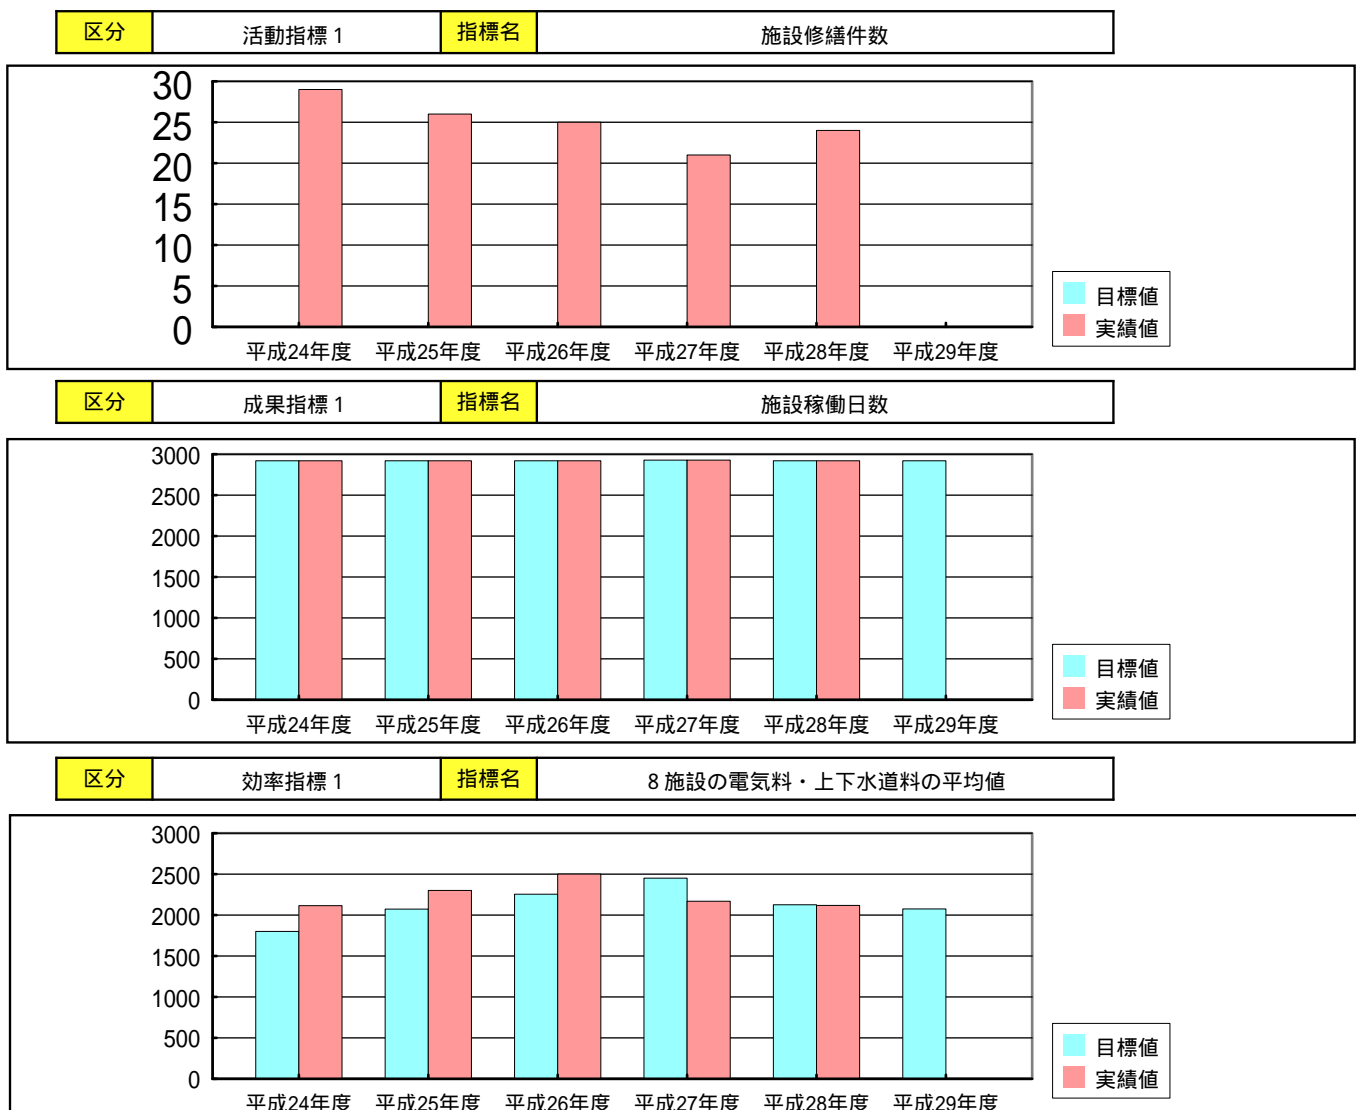 区分 活動指標1 指標名 施設修繕件数
30
25
20
15
10
5
0
平成24年度 平成25年度 平成26年度 平成27年度 平成28年度 平成29年度
目標値
実績値
区分 成果指標1 指標名 施設稼働日数
3000
2500
2000
1500
1000
500
0
平成24年度 平成25年度 平成26年度 平成27年度 平成28年度 平成29年度
目標値
実績値
区分 効率指標1 指標名 8施設の電気料・上下水道料の平均値
3000
2500
2000
1500
1000
500
0
平成24年度 平成25年度 平成26年度 平成27年度 平成28年度 平成29年度
目標値
実績値